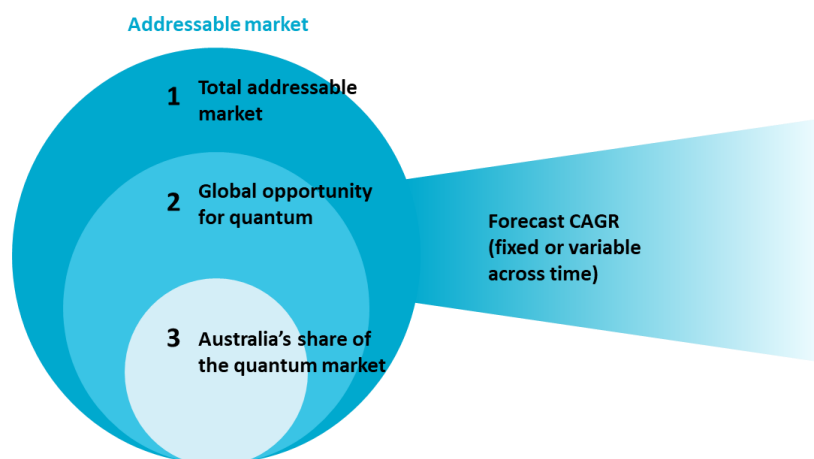 Addressable market
1 Total addressable
market
2 Global opportunity
for quantum
3 Australia’s share of
the quantum market
Forecast CAGR
(fixed or variable
across time)